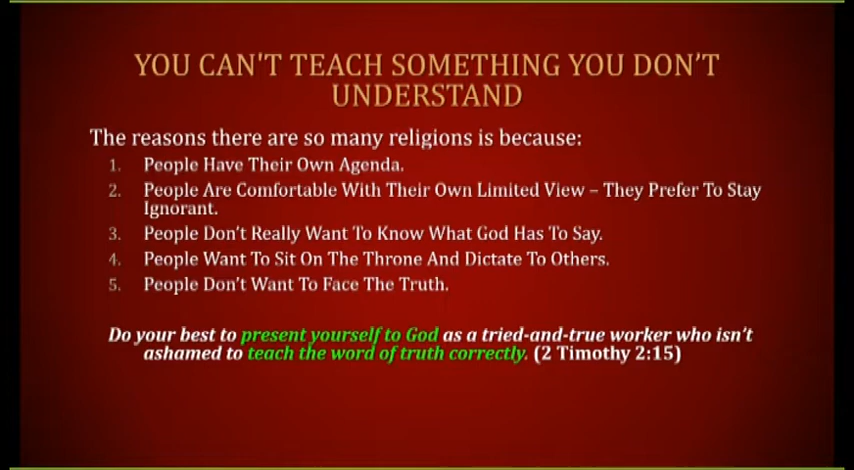 YOU CAN'T TEACH SOMETHING YOU DON’T
UNDERSTAND
The reasons there are so many religions is because:
1. People Have Their Own Agenda.
2. People Are Comfortable With Their Own Limited View – They Prefer To Stay
Ignorant.
3. People Don’t Really Want To Know What God Has To Say.
4. People Want To Sit On The Throne And Dictate To Others.
5. People Don’t Want To Face The Truth.
Do your best to present yourself to God as a tried-and-true worker who isn’t
ashamed to teach the word of truth correctly. (2 Timothy 2:15)